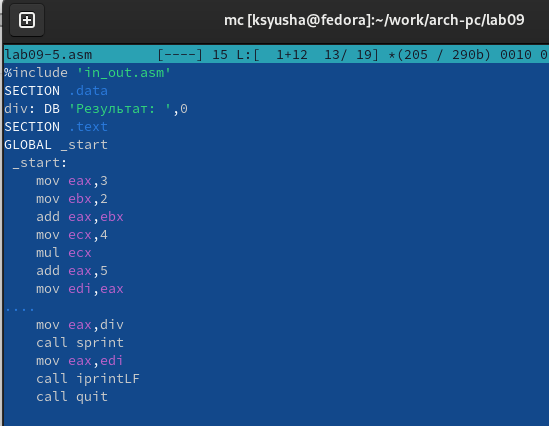 mc [ksyusha@fedora]:~/work/arch-pc/lab09
lab09-5.asm [----] 15 L:[ 1+12 13/ 19] *(205 / 290b) 0010 0
%include 'in_out.asm'
SECTION .data
div: DB 'Результат: ',0
SECTION .text
GLOBAL _start
_start:
mov eax,3
mov ebx,2
add eax,ebx
mov ecx,4
mul ecx
add eax,5
mov edi,eax
....
mov eax,div
call sprint
mov eax,edi
call iprintLF
call quit